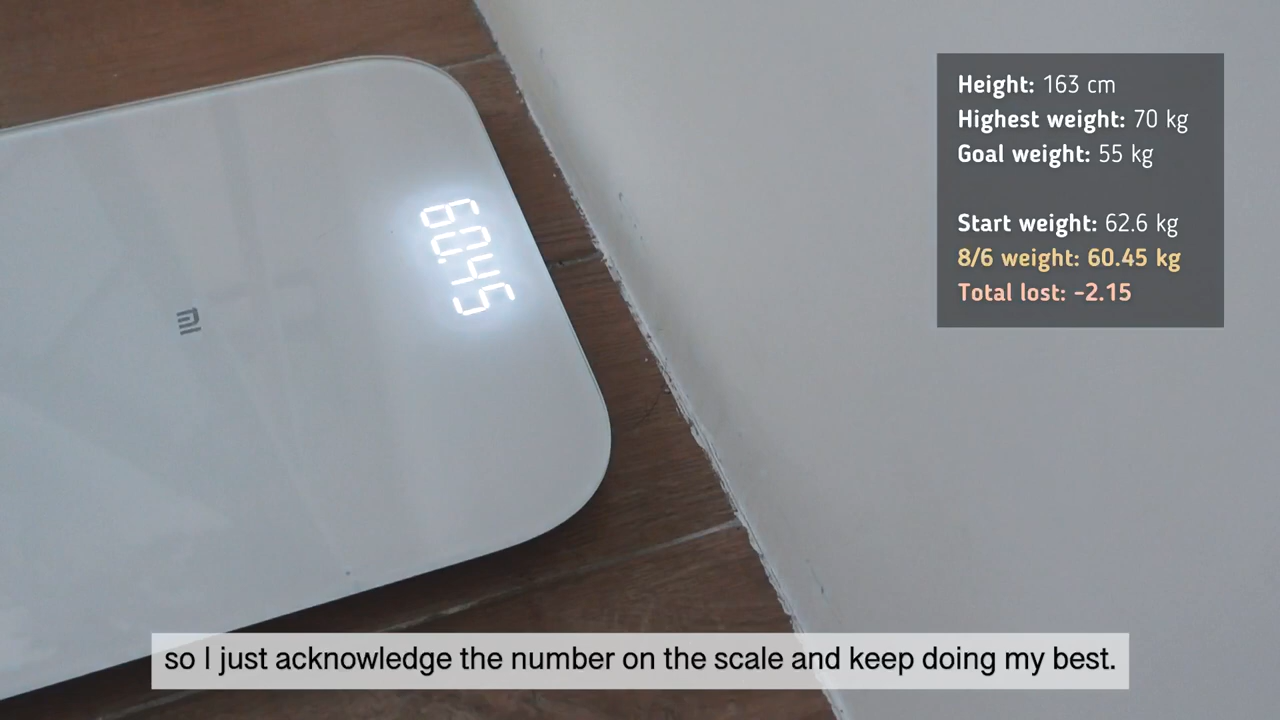 60.45
Height: 163 cm
Highest weight: 70 kg
Goal weight: 55 kg
Start weight: 62.6 kg
8/6 weight: 60.45 kg
Total lost: -2.15
so I just acknowledge the number on the scale and keep doing my best.